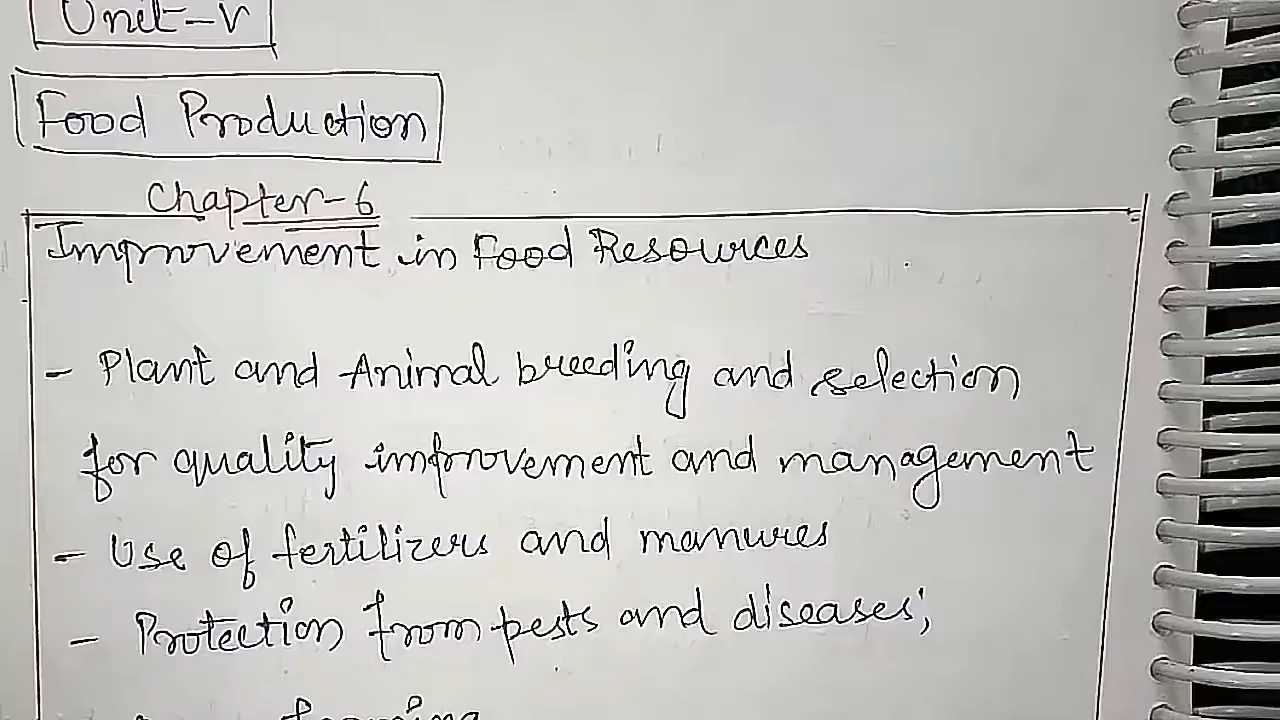 Unit-V
Food Production
Chapter-6
Improvement in Food Resources
- Plant and Animal breeding and selection
for quality improvement and management
- Use of fertilizers and manures
- Protection from pests and diseases;
farming